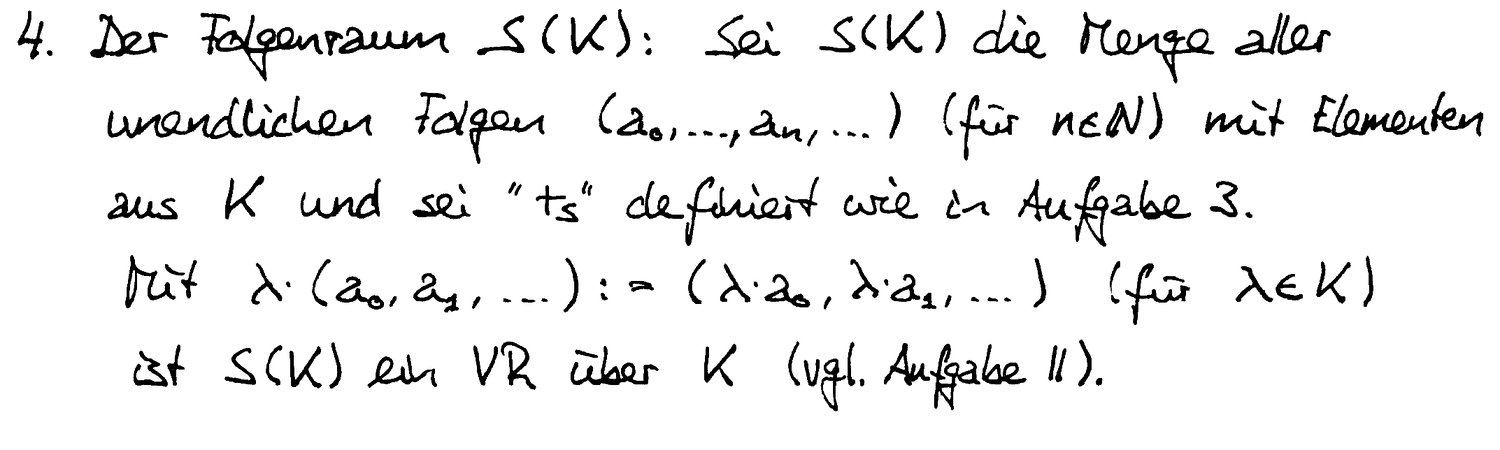 4. Der Folgenraum S(K): Sei S(K) die Menge aller
unendlichen Folgen (a₀,...,aₙ,...) (für n∈ℕ) mit Elementen
aus K und sei "+ₛ" definiert wie in Aufgabe 3.
Mit λ·(a₀,a₁,...):=(λ·a₀,λ·a₁,...) (für λ∈K)
ist S(K) ein VR über K (vgl. Aufgabe 11).